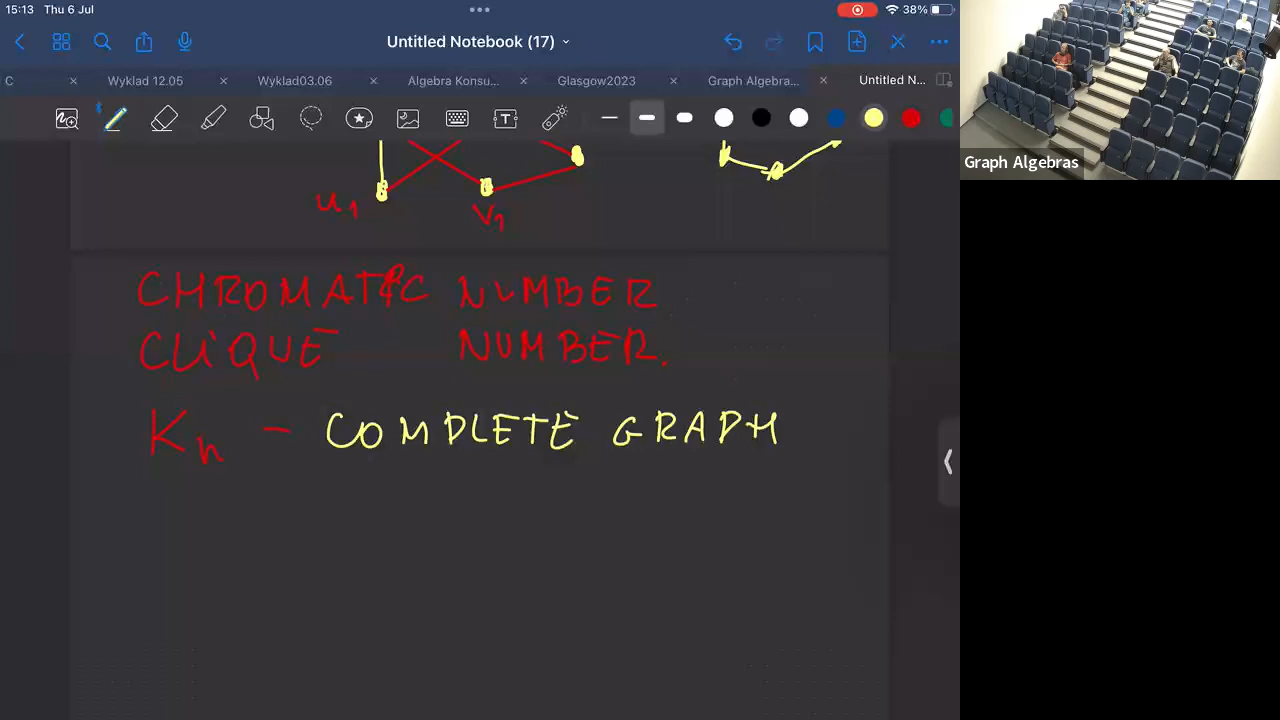 15:13 Thu 6 Jul
38%
Untitled Notebook (17)
C
Wyklad 12.05
Wyklad03.06
Algebra Konsu...
Glasgow2023
Graph Algebra...
Untitled N...
Graph Algebras
u1
v1
CHROMATIC NUMBER
CLIQUE NUMBER.
Kn - COMPLETE GRAPH